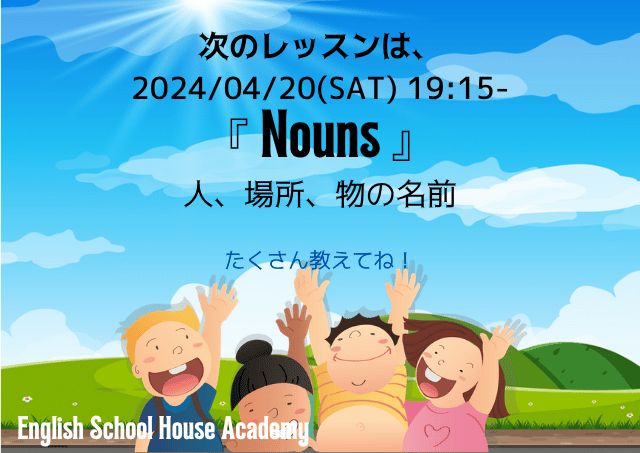 次のレッスンは、
2024/04/20(SAT) 19:15-
『 Nouns 』
人、場所、物の名前
たくさん教えてね！
English School House Academy